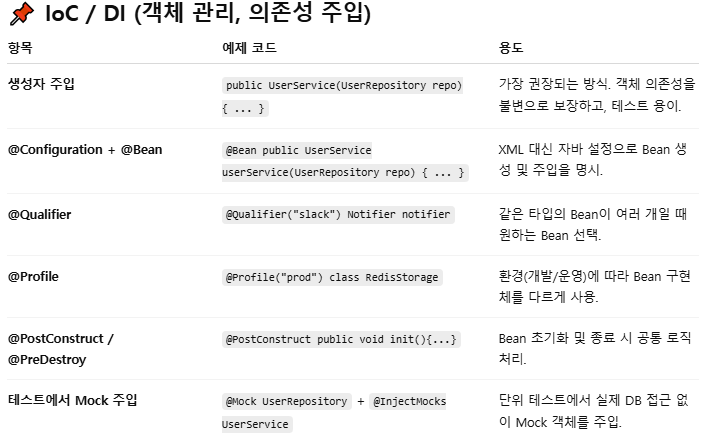 📌 IoC / DI (객체 관리, 의존성 주입)
항목 예제 코드 용도
생성자 주입 public UserService(UserRepository repo) 가장 권장되는 방식. 객체 의존성을
{ ... } 불변으로 보장하고, 테스트 용이.
@Configuration + @Bean @Bean public UserService XML 대신 자바 설정으로 Bean 생
userService(UserRepository repo) { ... } 성 및 주입을 명시.
@Qualifier @Qualifier("slack") Notifier notifier 같은 타입의 Bean이 여러 개일 때
원하는 Bean 선택.
@Profile @Profile("prod") class RedisStorage 환경(개발/운영)에 따라 Bean 구현
체를 다르게 사용.
@PostConstruct / @PostConstruct public void init(){...} Bean 초기화 및 종료 시 공통 로직
@PreDestroy 처리.
테스트에서 Mock 주입 @Mock UserRepository + @InjectMocks 단위 테스트에서 실제 DB 접근 없
UserService 이 Mock 객체를 주입.